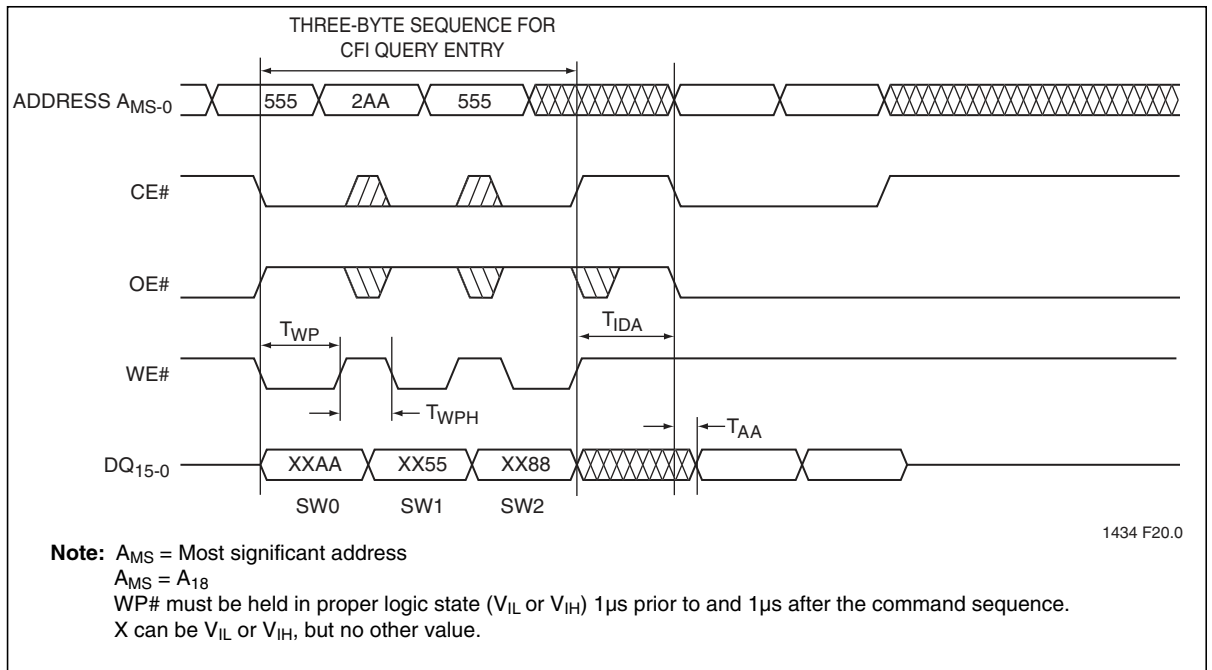 THREE-BYTE SEQUENCE FOR
CFI QUERY ENTRY
ADDRESS AMS-0
555 2AA 555
CE#
OE#
TWP
TIDA
WE#
TWPH
TAA
DQ15-0
XXAA XX55 XX88
SW0 SW1 SW2
1434 F20.0
Note: AMS = Most significant address
AMS = A18
WP# must be held in proper logic state (VIL or VIH) 1µs prior to and 1µs after the command sequence.
X can be VIL or VIH, but no other value.